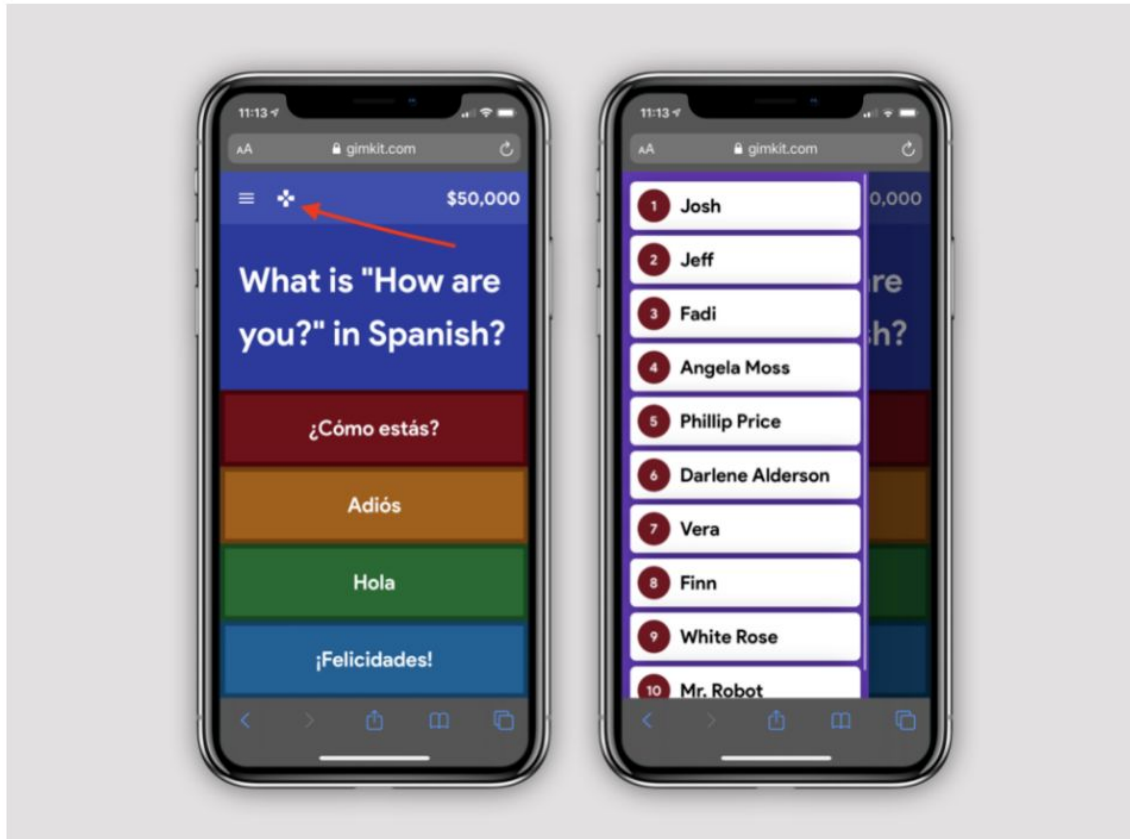 11:13
AA gimkit.com
$50,000
What is "How are
you?" in Spanish?
¿Cómo estás?
Adiós
Hola
¡Felicidades!
11:13
AA gimkit.com
0,000
re
h?
1 Josh
2 Jeff
3 Fadi
4 Angela Moss
5 Phillip Price
6 Darlene Alderson
7 Vera
8 Finn
9 White Rose
10 Mr. Robot